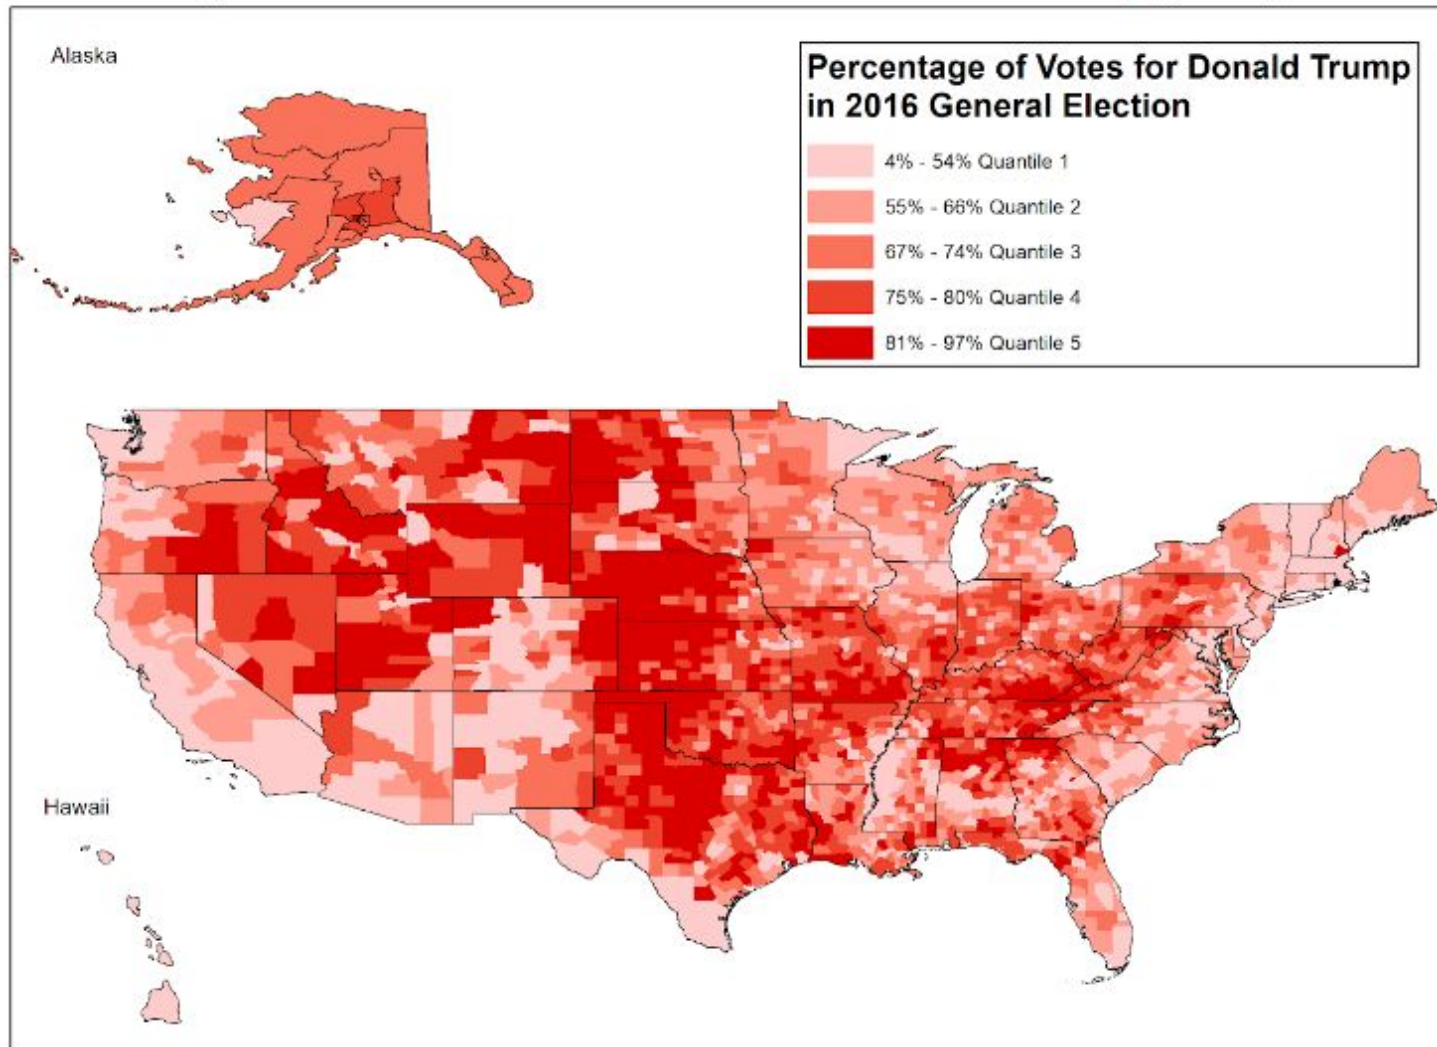 Alaska
Percentage of Votes for Donald Trump
in 2016 General Election
4% - 54% Quantile 1
55% - 66% Quantile 2
67% - 74% Quantile 3
75% - 80% Quantile 4
81% - 97% Quantile 5
Hawaii